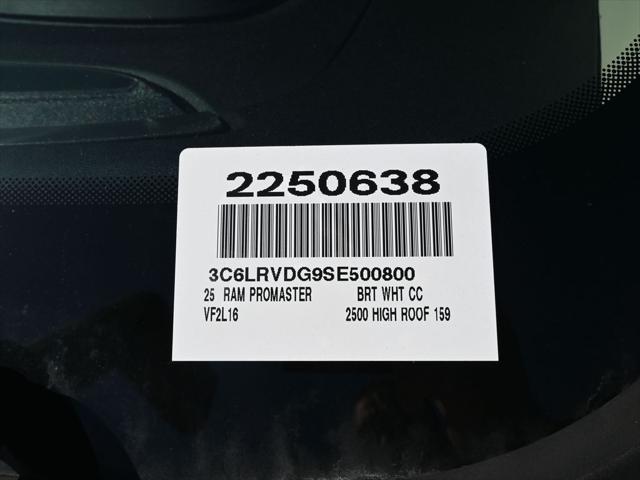 2250638
3C6LRVDG9SE500800
25 RAM PROMASTER BRT WHT CC
VF2L16 2500 HIGH ROOF 159